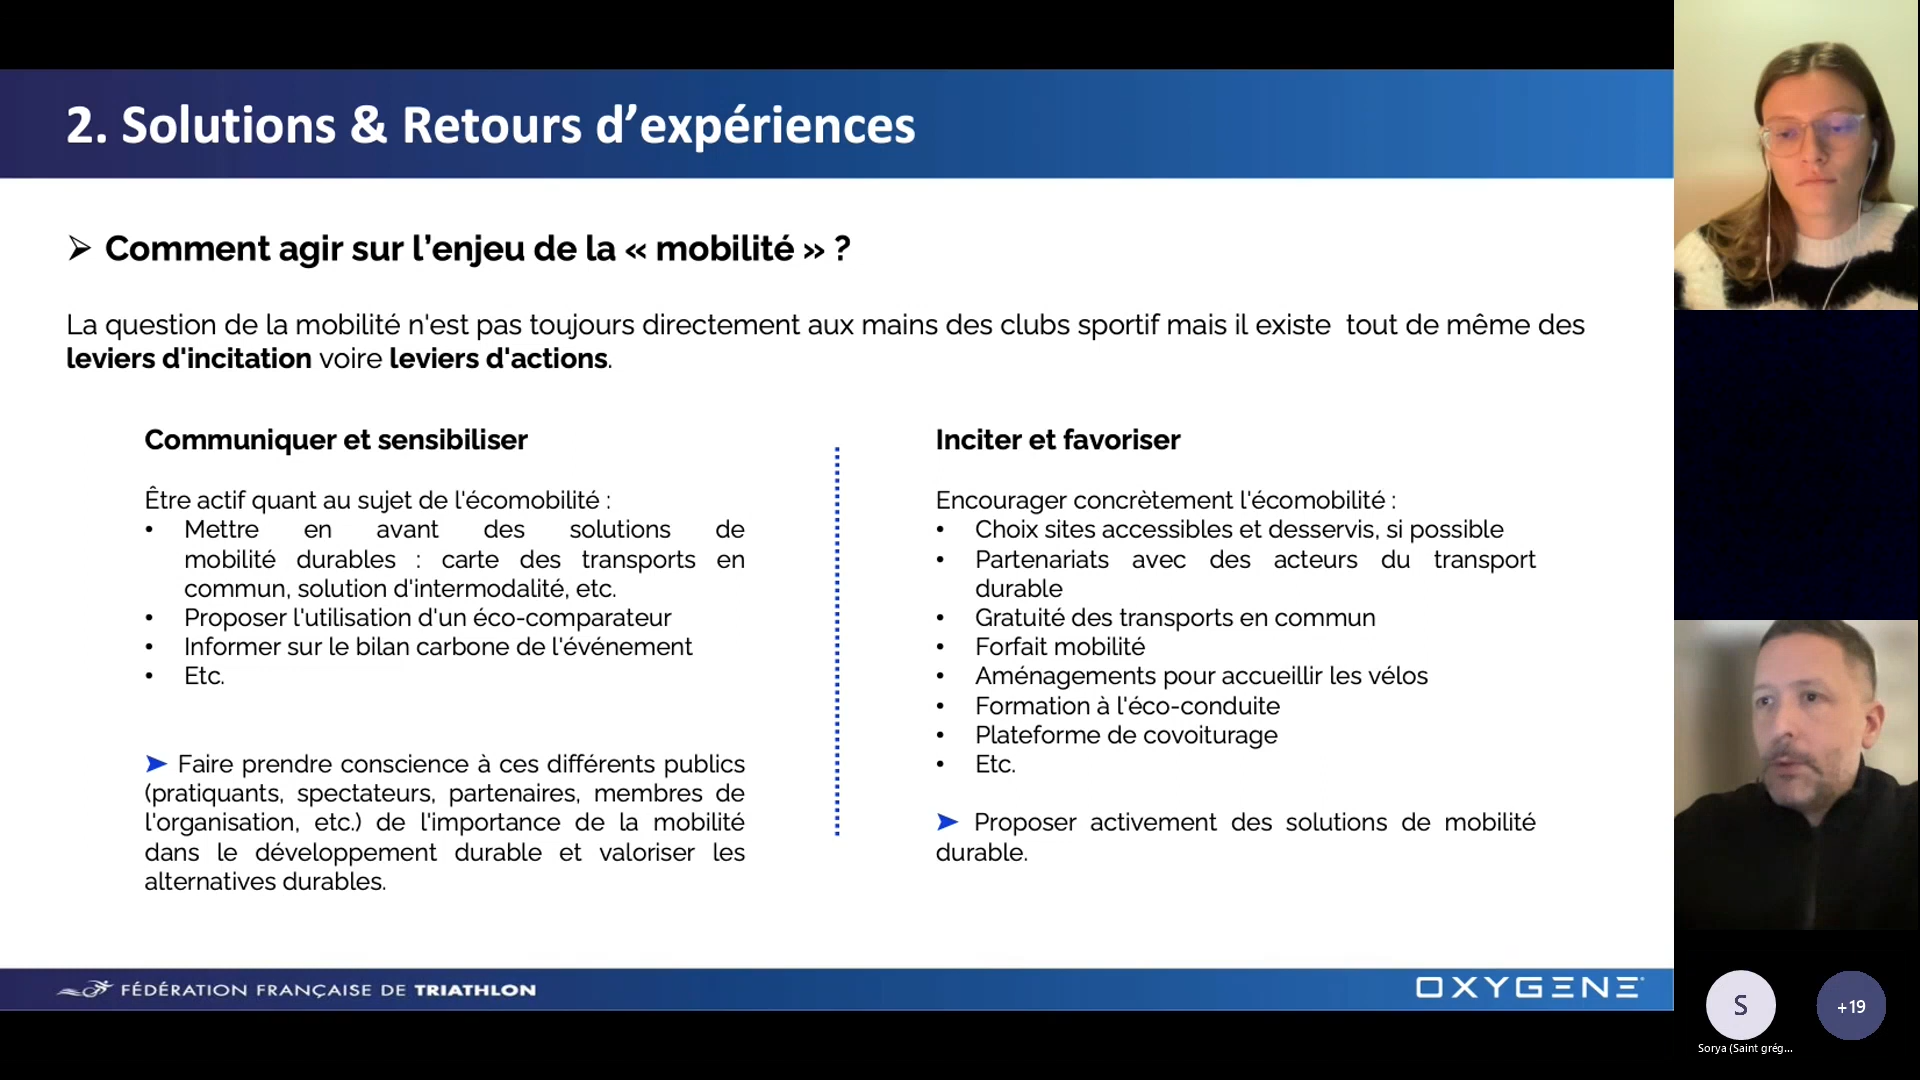 2. Solutions & Retours d’expériences
➢ Comment agir sur l’enjeu de la « mobilité » ?
La question de la mobilité n'est pas toujours directement aux mains des clubs sportif mais il existe tout de même des
leviers d'incitation voire leviers d'actions.
Communiquer et sensibiliser
Être actif quant au sujet de l'écomobilité :
• Mettre en avant des solutions de
mobilité durables : carte des transports en
commun, solution d'intermodalité, etc.
• Proposer l'utilisation d'un éco-comparateur
• Informer sur le bilan carbone de l'événement
• Etc.
➤ Faire prendre conscience à ces différents publics
(pratiquants, spectateurs, partenaires, membres de
l'organisation, etc.) de l'importance de la mobilité
dans le développement durable et valoriser les
alternatives durables.
Inciter et favoriser
Encourager concrètement l'écomobilité :
• Choix sites accessibles et desservis, si possible
• Partenariats avec des acteurs du transport
durable
• Gratuité des transports en commun
• Forfait mobilité
• Aménagements pour accueillir les vélos
• Formation à l'éco-conduite
• Plateforme de covoiturage
• Etc.
➤ Proposer activement des solutions de mobilité
durable.
FÉDÉRATION FRANÇAISE DE TRIATHLON
OXYGENE
S
+19
Sorya (Saint grég...